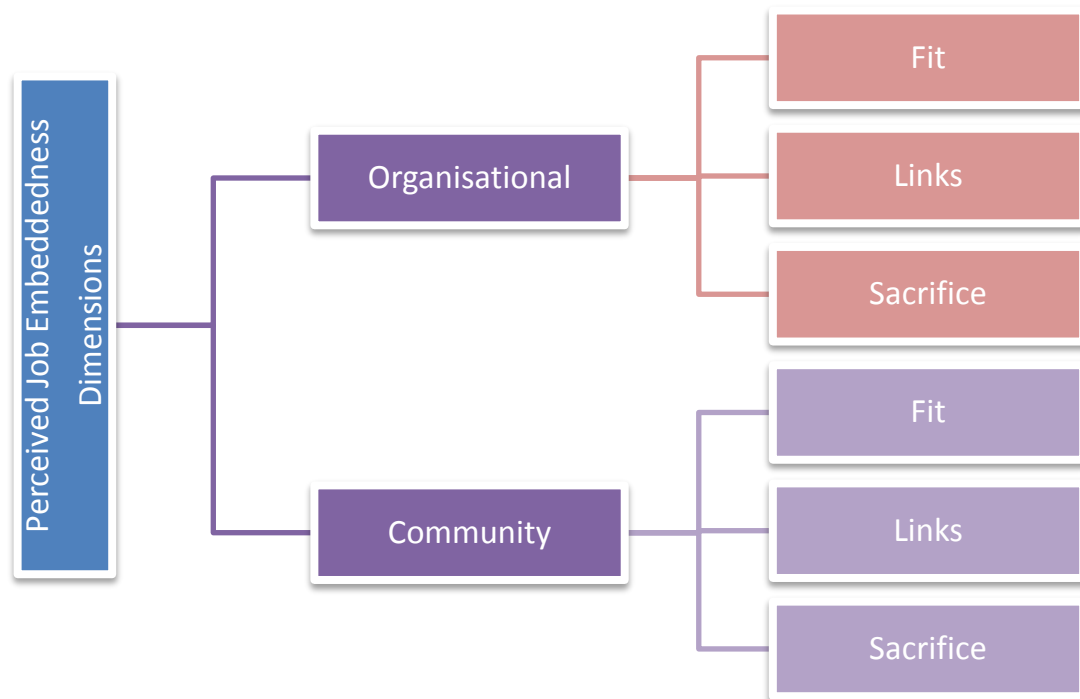 Perceived Job Embeddedness
Dimensions
Organisational
Fit
Links
Sacrifice
Community
Fit
Links
Sacrifice